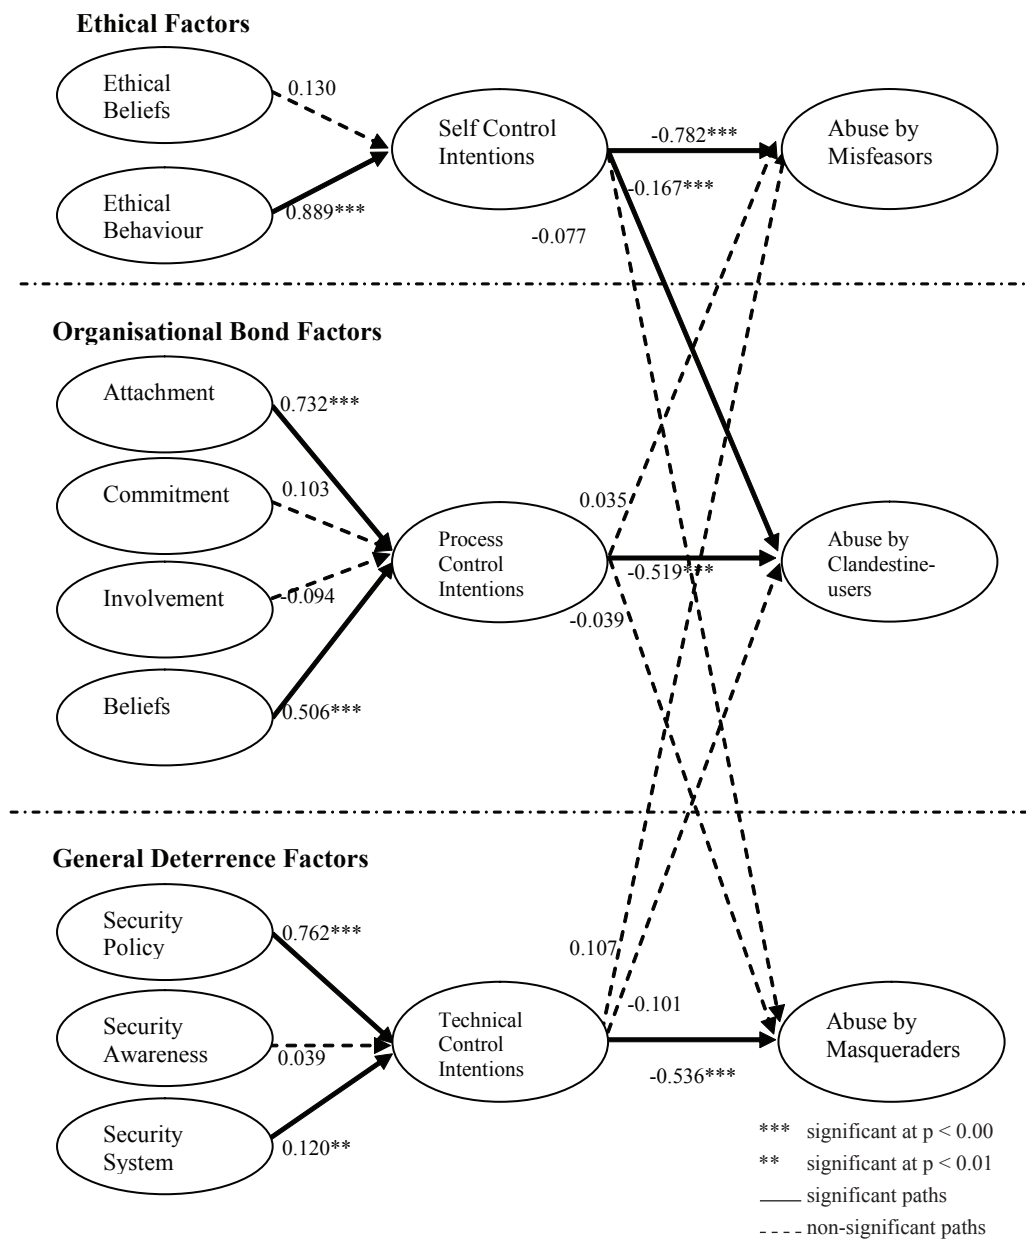 Ethical Factors
Ethical
Beliefs
0.130
Ethical
Behaviour
0.889***
Self Control
Intentions
-0.782***
-0.167***
-0.077
Abuse by
Misfeasors
Organisational Bond Factors
Attachment
0.732***
Commitment
0.103
Involvement
-0.094
Beliefs
0.506***
Process
Control
Intentions
0.035
-0.519***
-0.039
Abuse by
Clandestine-
users
General Deterrence Factors
Security
Policy
0.762***
Security
Awareness
0.039
Security
System
0.120**
Technical
Control
Intentions
0.107
-0.101
-0.536***
Abuse by
Masqueraders
*** significant at p < 0.00
** significant at p < 0.01
significant paths
non-significant paths